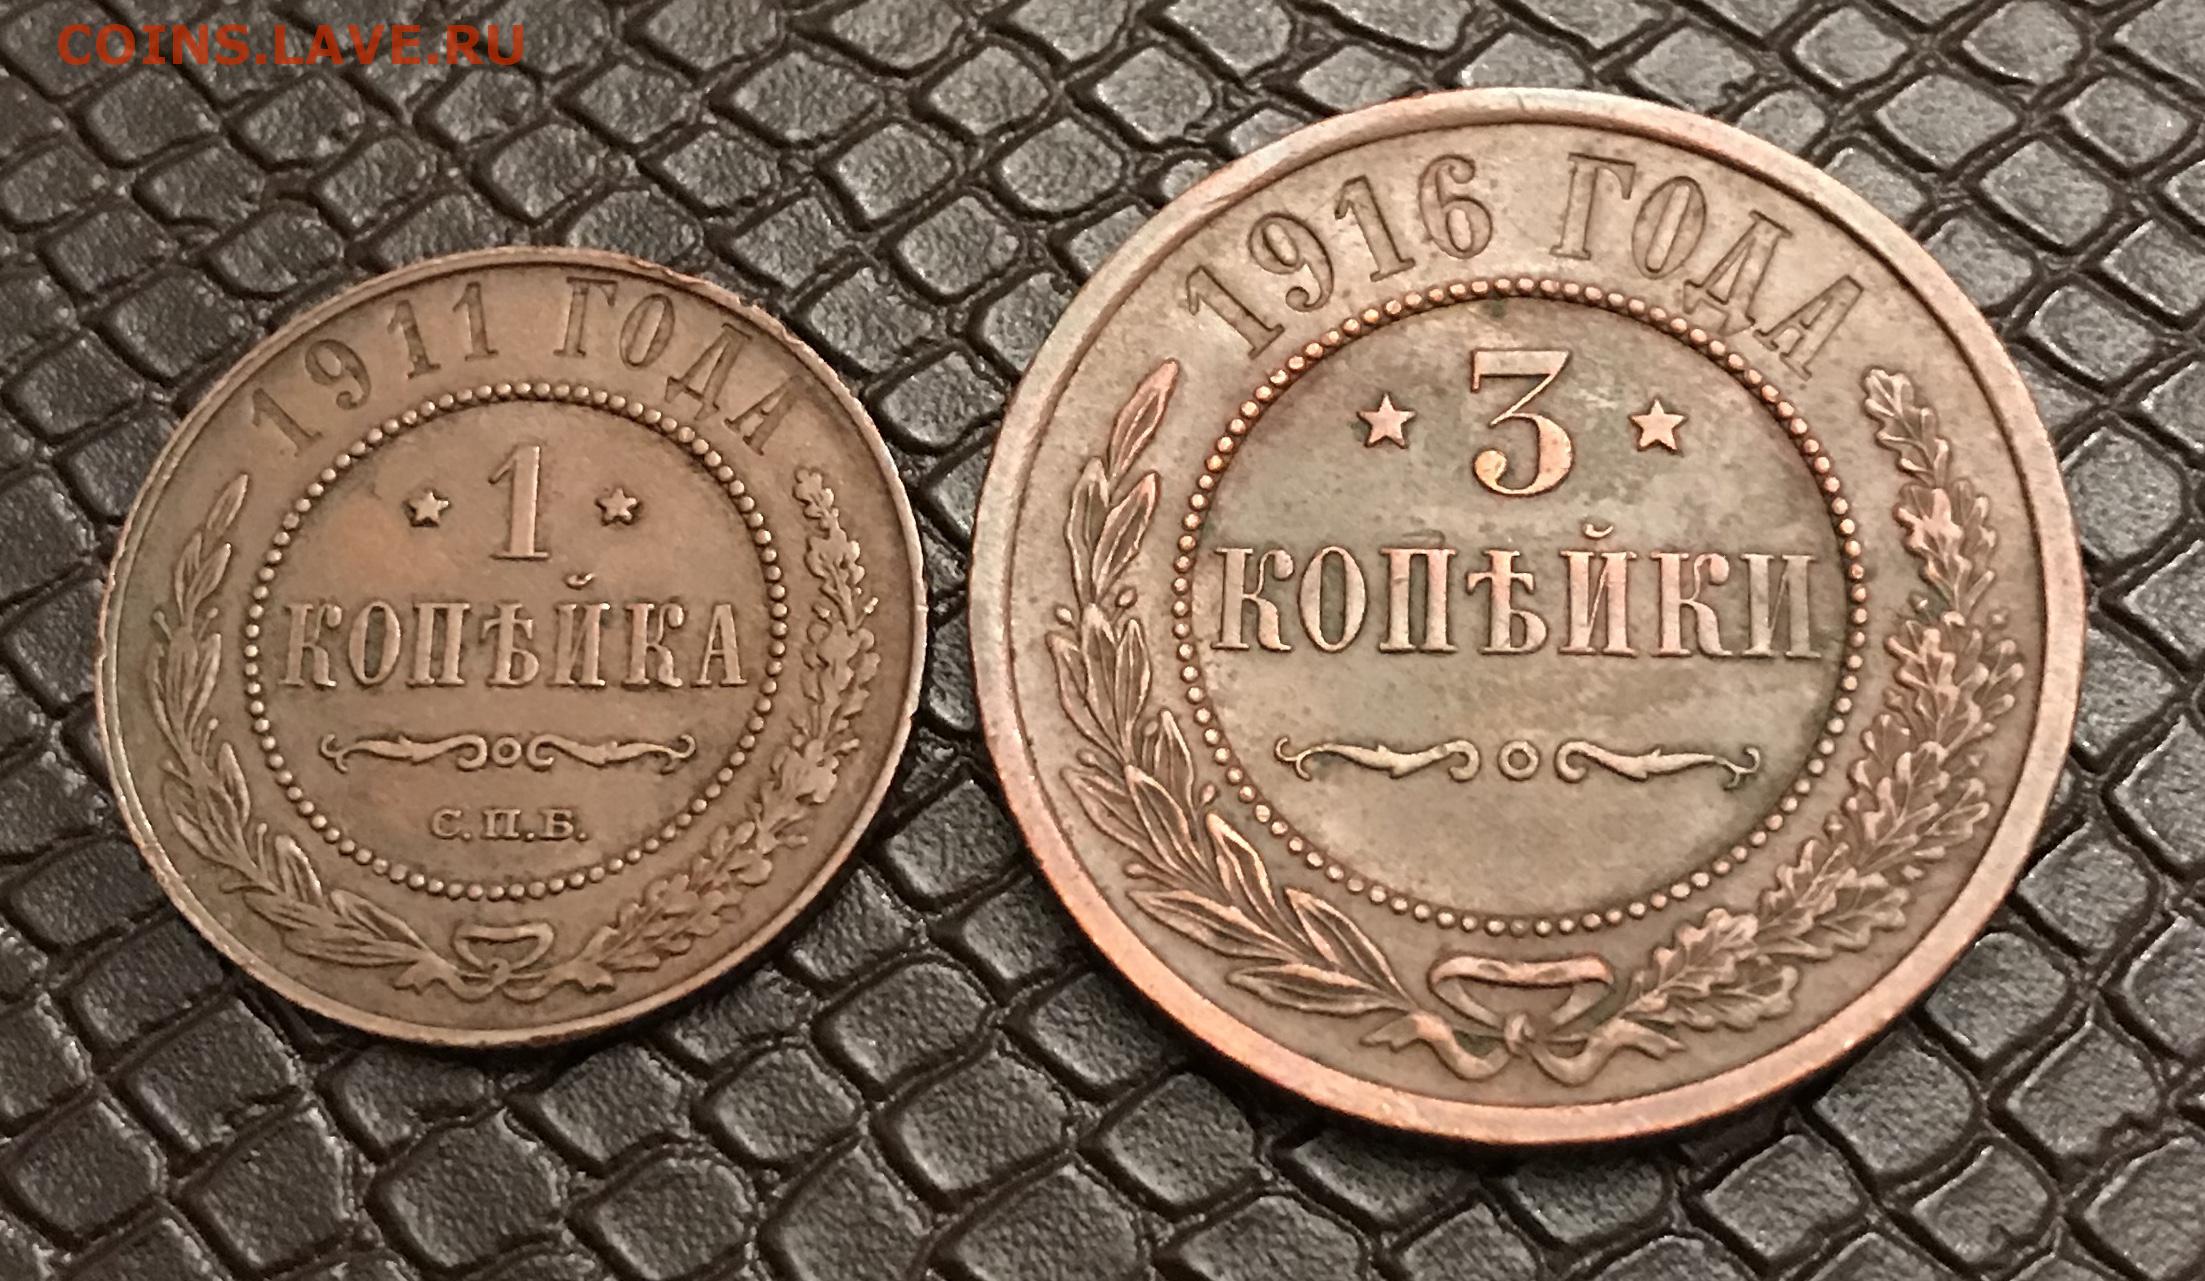 COINS.LAVE.RU
1911 ГОДА
1
КОПѢЙКА
С.П.Б.
1916 ГОДА
3
КОПѢЙКИ